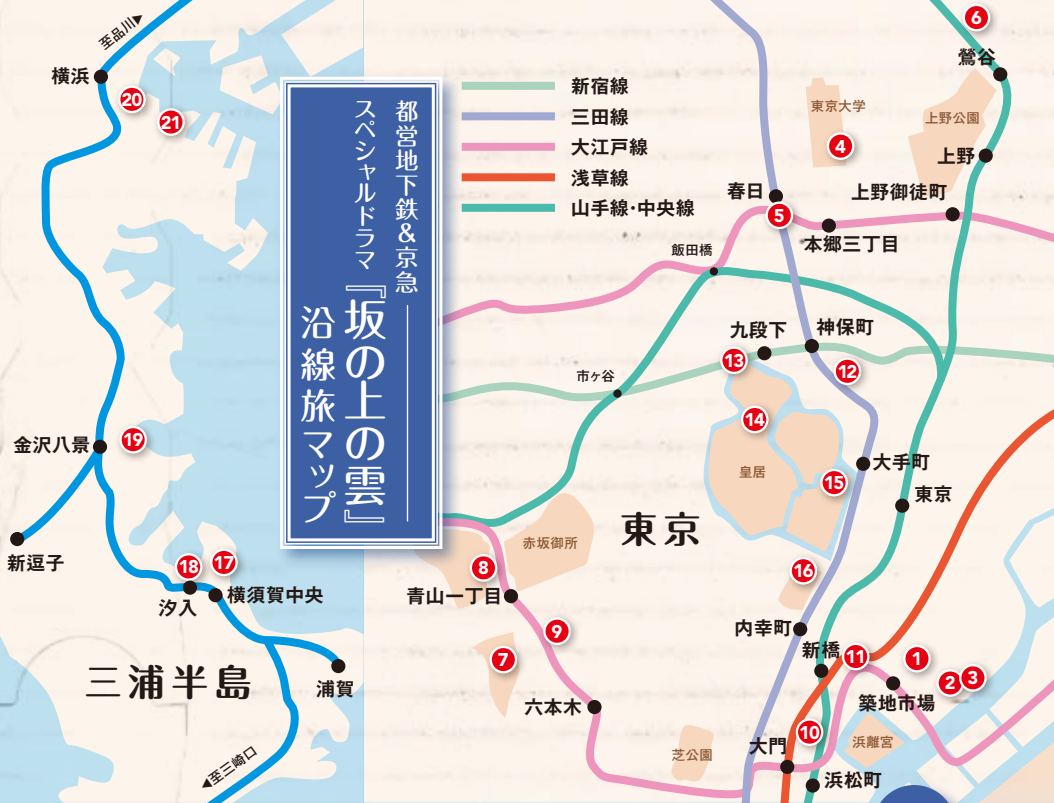 至品川
横浜
20
21
金沢八景
19
新逗子
18
17
汐入
横須賀中央
三浦半島
浦賀
至三崎口
都営地下鉄&京急
スペシャルドラマ
『坂の上の雲』
沿線旅マップ
新宿線
三田線
大江戸線
浅草線
山手線・中央線
6
鶯谷
東京大学
4
上野公園
上野
春日
5
上野御徒町
本郷三丁目
飯田橋
九段下
神保町
13
12
市ヶ谷
14
皇居
15
大手町
東京
東京
赤坂御所
8
青山一丁目
16
9
7
内幸町
新橋
11
1
2
3
築地市場
六本木
芝公園
大門
10
浜離宮
浜松町